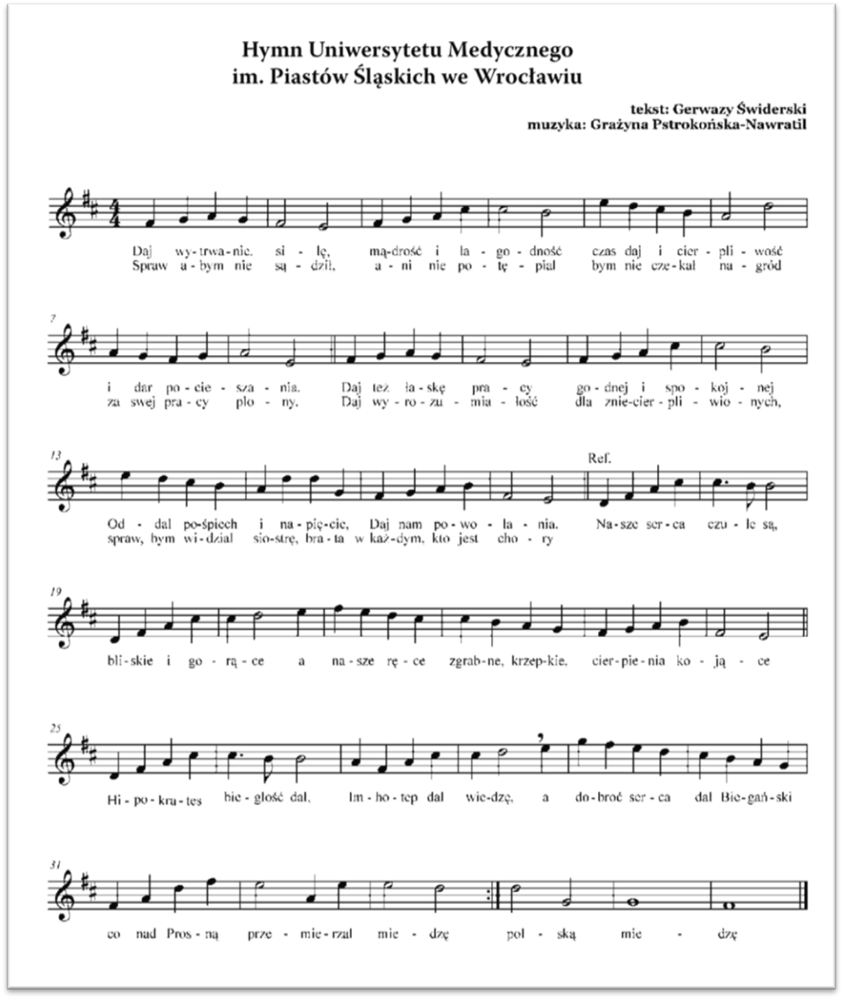 Hymn Uniwersytetu Medycznego
im. Piastów Śląskich we Wrocławiu
tekst: Gerwazy Świderski
muzyka: Grażyna Pstrokońska-Nawratil
4
4
Daj wy-trwa-nie. si - łę, mą-drość i ła - go - dność czas daj i cier - pli - wość
Spraw a - bym nie są - dził, a - ni nie po - tę - piał bym nie cze - kał na - gród
7
i dar po - cie - sza - nia. Daj też ła - skę pra - cy go - dnej i spo - koj - nej
za swej pra - cy plo - ny. Daj wy - ro - zu - mia - łość dla znie - cier - pli - wio - nych,
13
Ref.
Od - dal po-śpiech i na - pię - cie, Daj nam po - wo - ła - nia. Na - sze ser - ca czu - łe są,
spraw, bym wi - dział sio - strę, bra - ta w każ - dym, kto jest cho - ry
19
bli - skie i go - rą - ce a na - sze rę - ce zgrab - ne, krzep - kie. cier - pie - nia ko - ją - ce
25
Hi - po - kra - tes bie - głość dał, Im - ho - tep dał wie - dzę, a do - broć ser - ca dał Bie - gań - ski
31
co nad Pros - ną prze - mie - rzał mie - dzę pol - ską mie - dzę